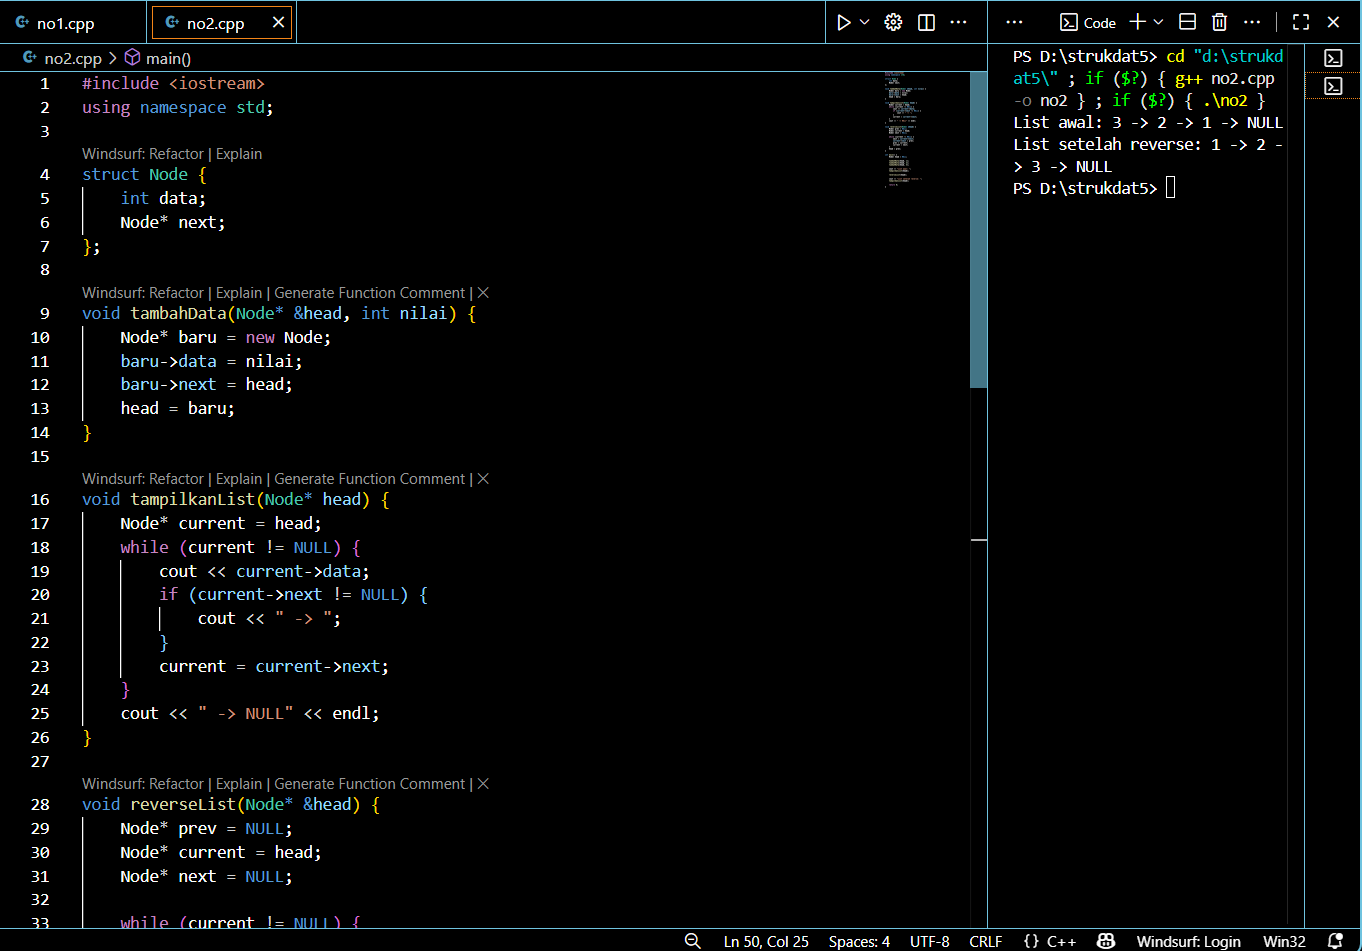 no1.cpp
no2.cpp
Code
no2.cpp > main()
1 #include <iostream>
2 using namespace std;
3
Windsurf: Refactor | Explain
4 struct Node {
5 int data;
6 Node* next;
7 };
8
Windsurf: Refactor | Explain | Generate Function Comment | X
9 void tambahData(Node* &head, int nilai) {
10 Node* baru = new Node;
11 baru->data = nilai;
12 baru->next = head;
13 head = baru;
14 }
15
Windsurf: Refactor | Explain | Generate Function Comment | X
16 void tampilkanList(Node* head) {
17 Node* current = head;
18 while (current != NULL) {
19 cout << current->data;
20 if (current->next != NULL) {
21 cout << " -> ";
22 }
23 current = current->next;
24 }
25 cout << " -> NULL" << endl;
26 }
27
Windsurf: Refactor | Explain | Generate Function Comment | X
28 void reverseList(Node* &head) {
29 Node* prev = NULL;
30 Node* current = head;
31 Node* next = NULL;
32
33 while (current != NULL) {
PS D:\strukdat5> cd "d:\strukd
at5\" ; if ($?) { g++ no2.cpp
-o no2 } ; if ($?) { .\no2 }
List awal: 3 -> 2 -> 1 -> NULL
List setelah reverse: 1 -> 2 -
> 3 -> NULL
PS D:\strukdat5>
Ln 50, Col 25
Spaces: 4
UTF-8
CRLF
{} C++
Windsurf: Login
Win32